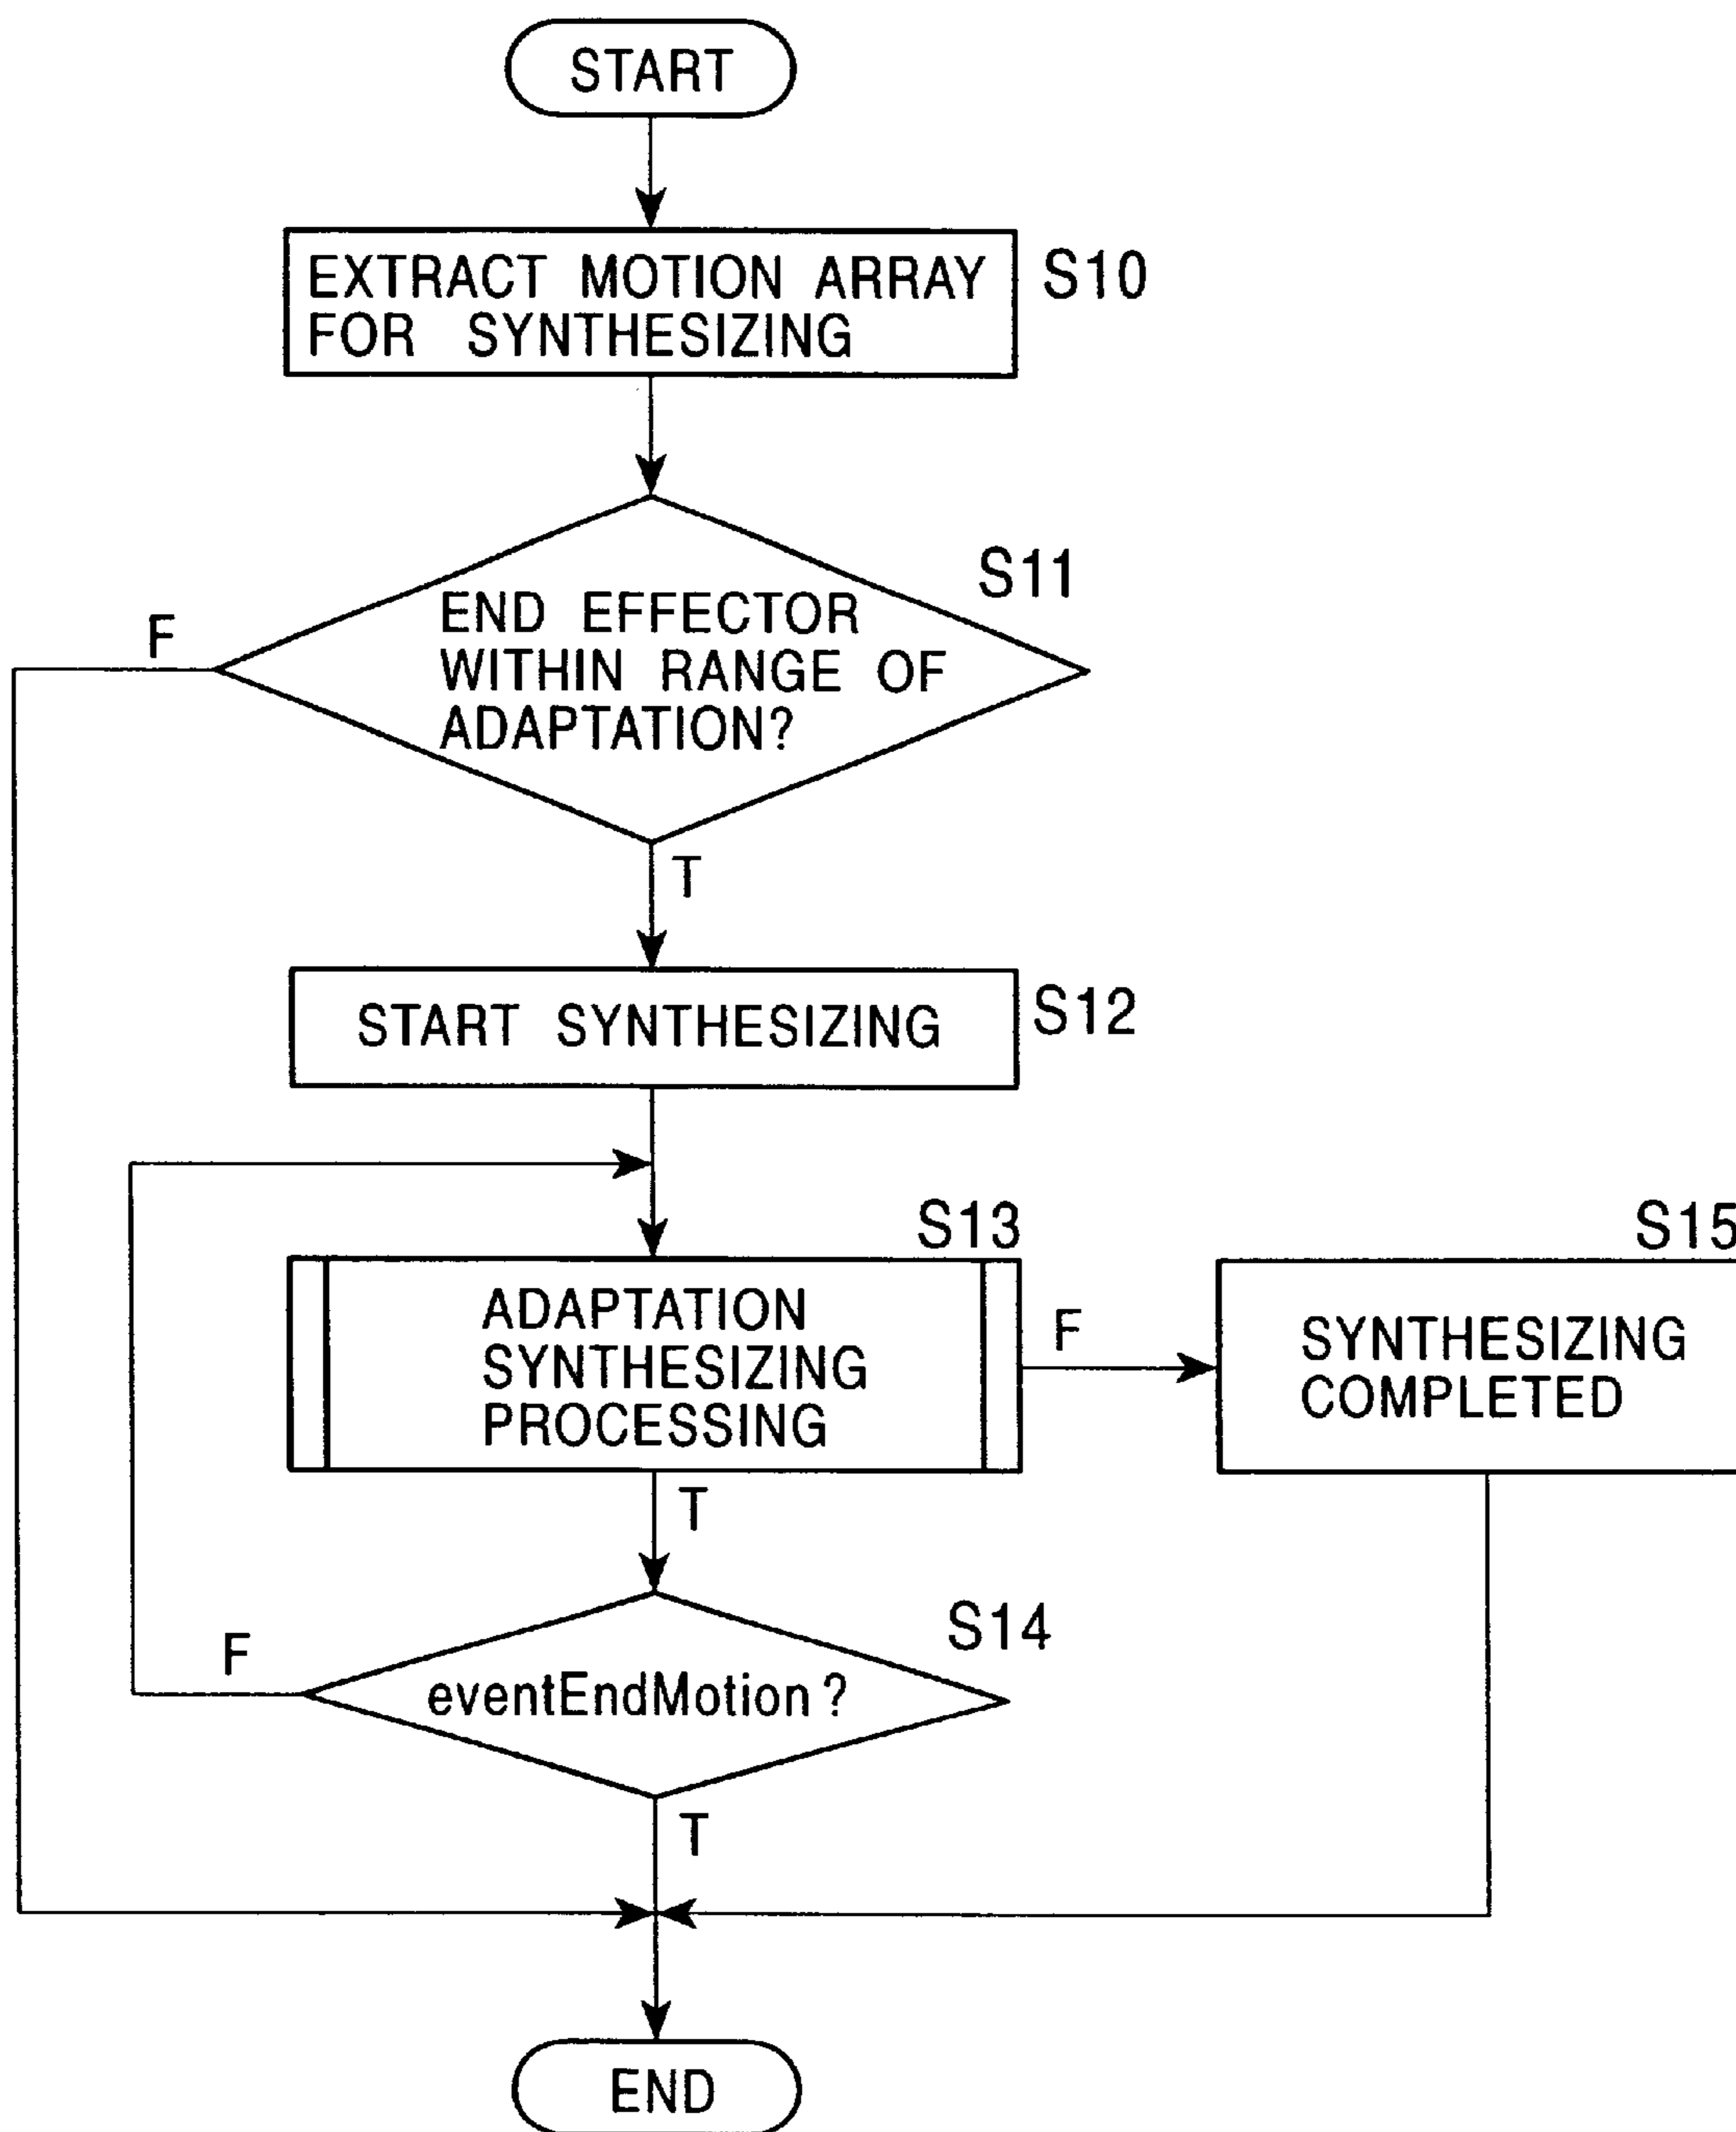 START
EXTRACT MOTION ARRAY
FOR SYNTHESIZING
S10
S11
F
END EFFECTOR
WITHIN RANGE OF
ADAPTATION?
T
START SYNTHESIZING
S12
S13
S15
ADAPTATION
SYNTHESIZING
PROCESSING
F
SYNTHESIZING
COMPLETED
T
S14
F
eventEndMotion?
T
END